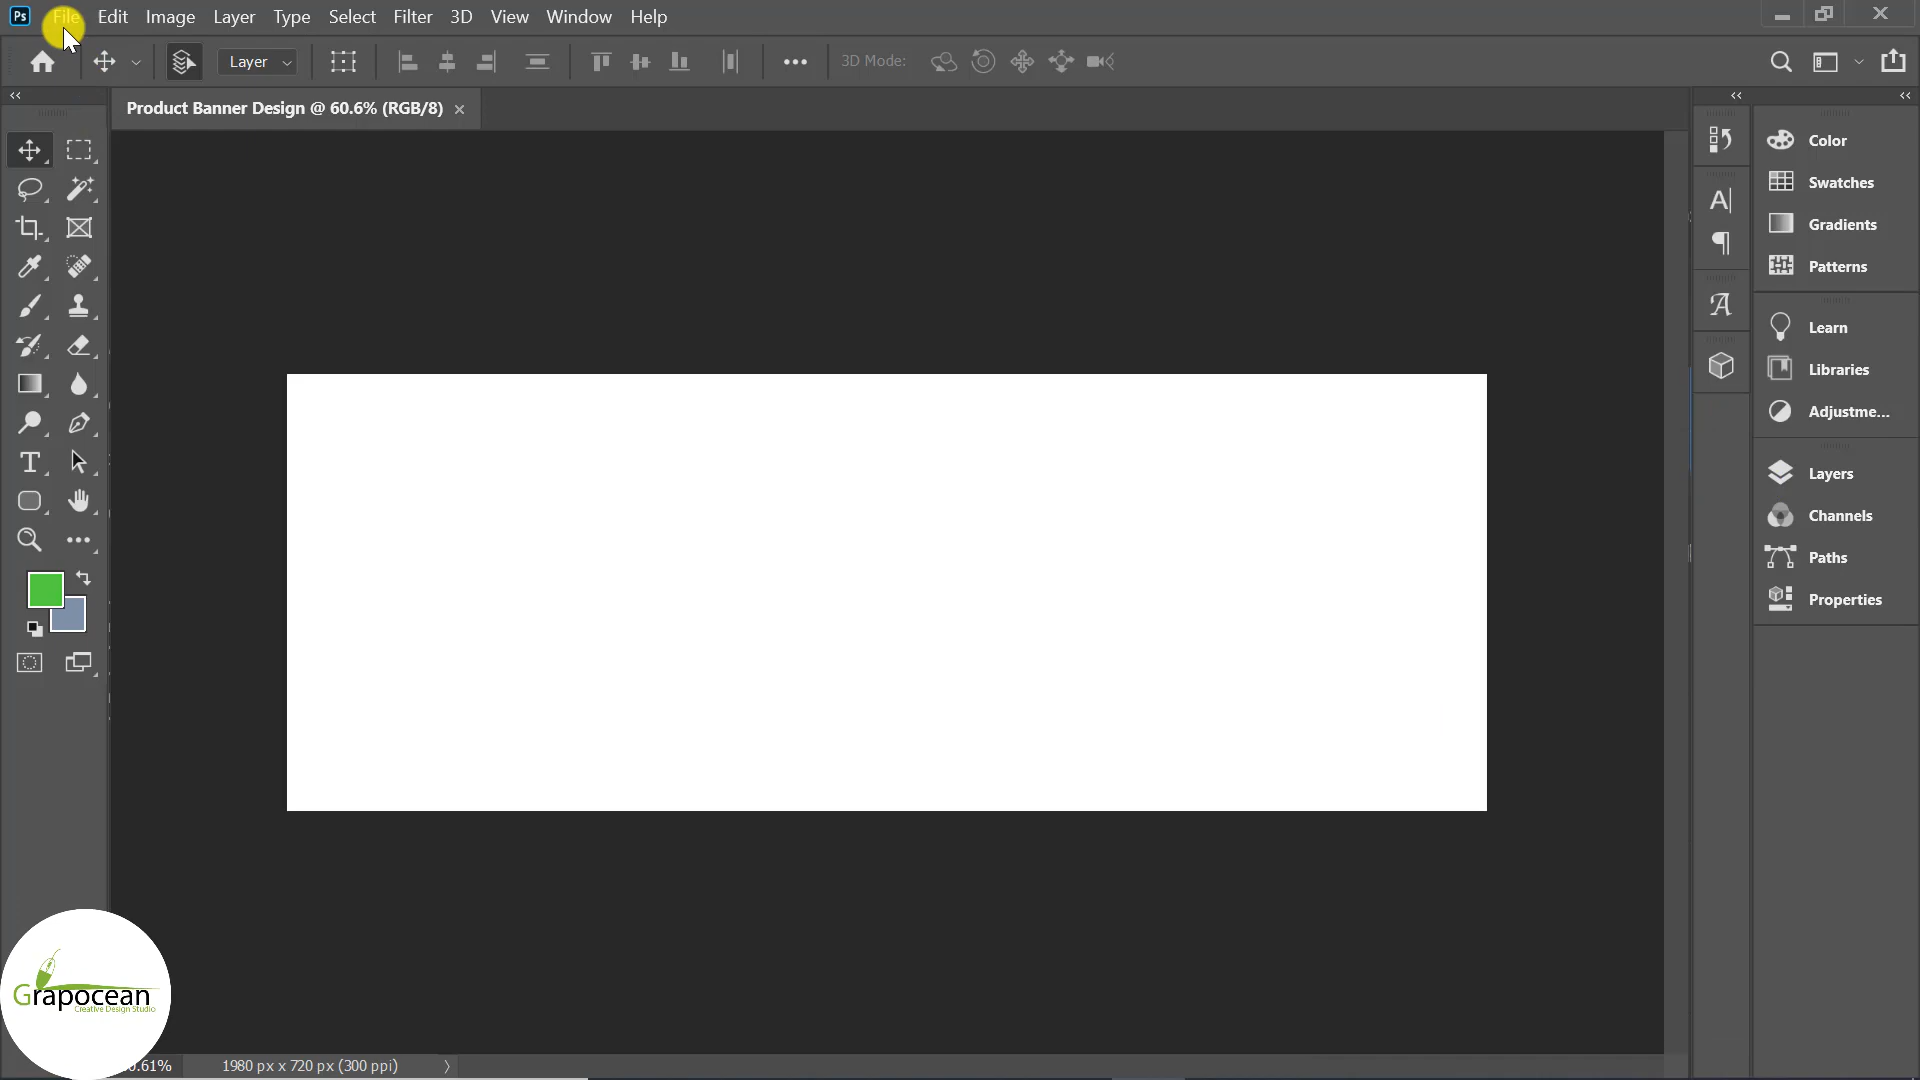 Ps File Edit Image Layer Type Select Filter 3D View Window Help
Layer 3D Mode:
Product Banner Design @ 60.6% (RGB/8) ×
Color
Swatches
Gradients
Patterns
Learn
Libraries
Adjustme...
Layers
Channels
Paths
Properties
Grapocean
Creative Design Studio
0.61% 1980 px x 720 px (300 ppi)